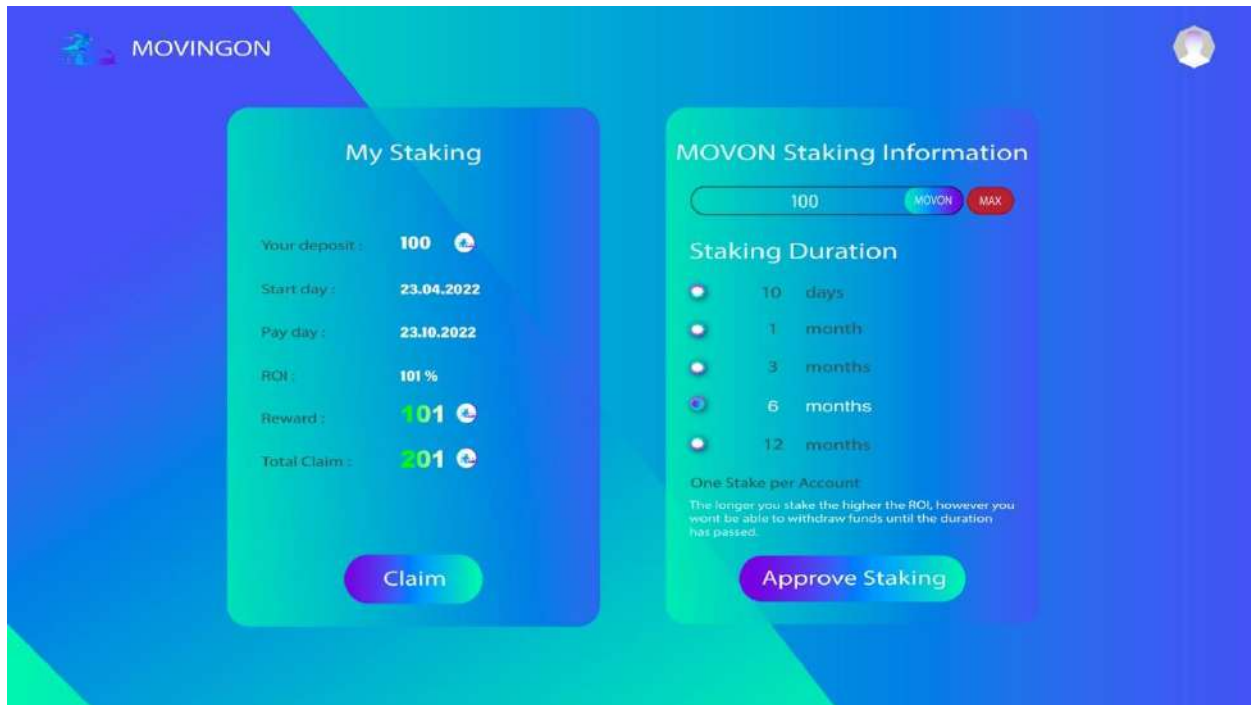 MOVINGON
My Staking
Your deposit : 100
Start day : 23.04.2022
Pay day : 23.10.2022
ROI : 101 %
Reward : 101
Total Claim : 201
Claim
MOVON Staking Information
100 MOVON MAX
Staking Duration
10 days
1 month
3 months
6 months
12 months
One Stake per Account
The longer you stake the higher the ROI, however you
wont be able to withdraw funds until the duration
has passed.
Approve Staking